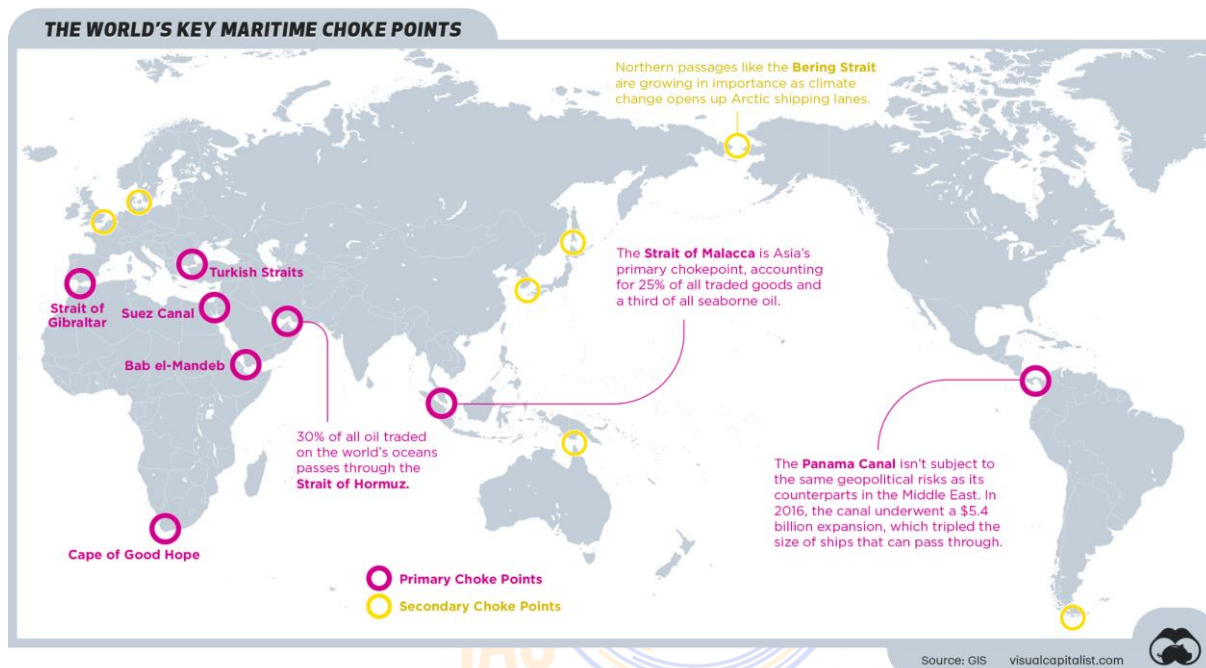 THE WORLD'S KEY MARITIME CHOKE POINTS
Northern passages like the Bering Strait
are growing in importance as climate
change opens up Arctic shipping lanes.
Turkish Straits
Strait of
Gibraltar
Suez Canal
Bab el-Mandeb
The Strait of Malacca is Asia's
primary chokepoint, accounting
for 25% of all traded goods and
a third of all seaborne oil.
30% of all oil traded
on the world's oceans
passes through the
Strait of Hormuz.
The Panama Canal isn't subject to
the same geopolitical risks as its
counterparts in the Middle East. In
2016, the canal underwent a $5.4
billion expansion, which tripled the
size of ships that can pass through.
Cape of Good Hope
Primary Choke Points
Secondary Choke Points
Source: GIS visualcapitalist.com